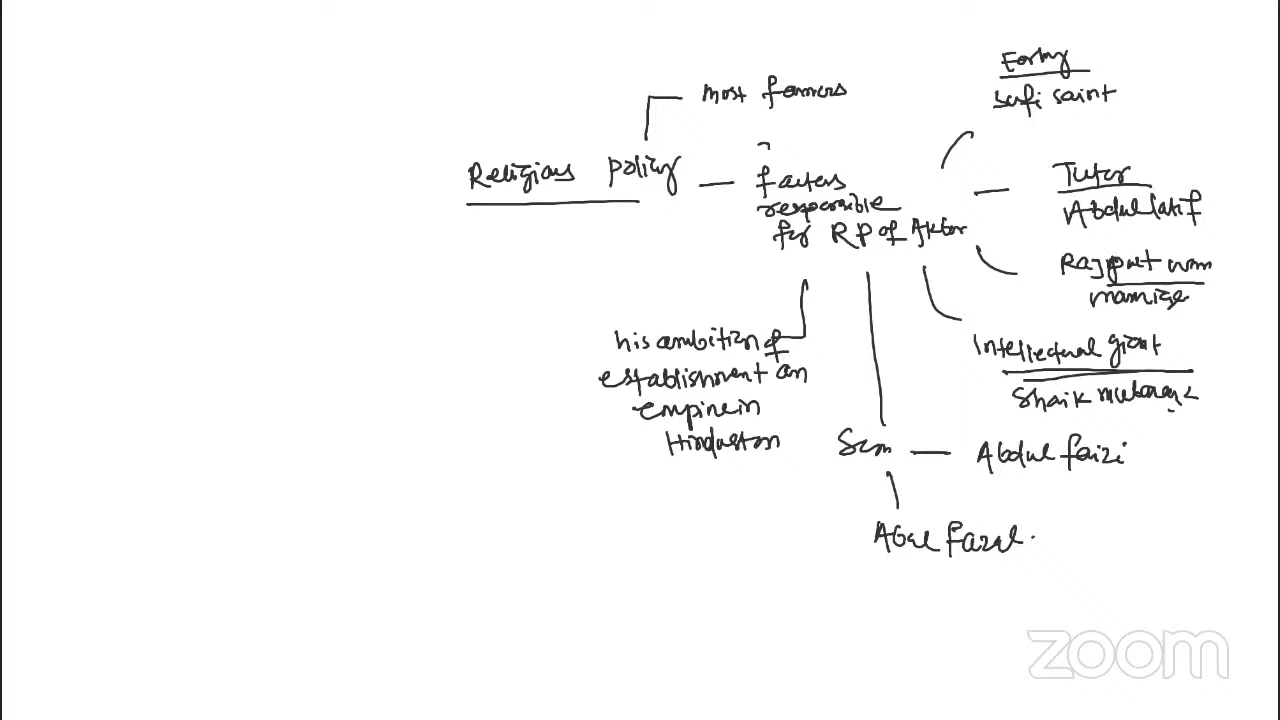 Early
sufi saint
most famous
Religious policy
factors
responsible
for RP of Akbar
Tutor
Abdul latif
Rajput
marriage
Intellectual giant
Shaik
his ambition of
establishment an
empire in
Hindustan
Son
Abdul faizi
Abul fazal.
zoom